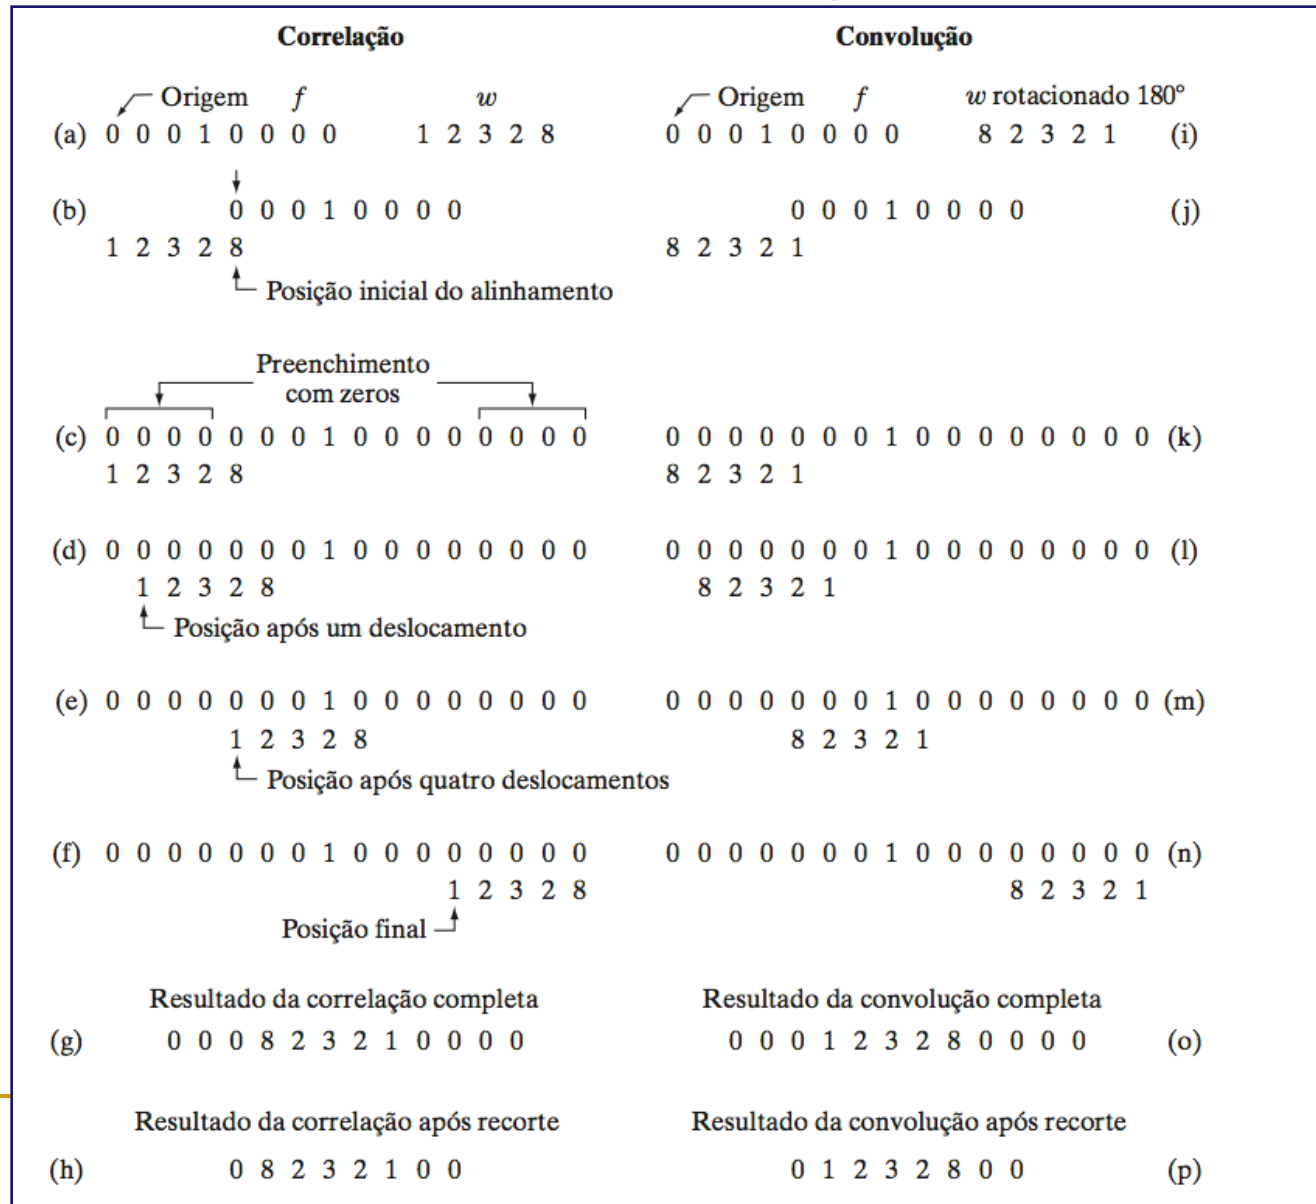 Correlação
Origem f w
(a) 0 0 0 1 0 0 0 0 1 2 3 2 8
(b) 0 0 0 1 0 0 0 0
1 2 3 2 8
Posição inicial do alinhamento
Preenchimento
com zeros
(c) 0 0 0 0 0 0 0 1 0 0 0 0 0 0 0 0
1 2 3 2 8
(d) 0 0 0 0 0 0 0 1 0 0 0 0 0 0 0 0
1 2 3 2 8
Posição após um deslocamento
(e) 0 0 0 0 0 0 0 1 0 0 0 0 0 0 0 0
1 2 3 2 8
Posição após quatro deslocamentos
(f) 0 0 0 0 0 0 0 1 0 0 0 0 0 0 0 0
1 2 3 2 8
Posição final
Resultado da correlação completa
(g) 0 0 0 8 2 3 2 1 0 0 0 0
Resultado da correlação após recorte
(h) 0 8 2 3 2 1 0 0
Convolução
Origem f w rotacionado 180°
0 0 0 1 0 0 0 0 8 2 3 2 1 (i)
0 0 0 1 0 0 0 0 (j)
8 2 3 2 1
0 0 0 0 0 0 0 1 0 0 0 0 0 0 0 0 (k)
8 2 3 2 1
0 0 0 0 0 0 0 1 0 0 0 0 0 0 0 0 (l)
8 2 3 2 1
0 0 0 0 0 0 0 1 0 0 0 0 0 0 0 0 (m)
8 2 3 2 1
0 0 0 0 0 0 0 1 0 0 0 0 0 0 0 0 (n)
8 2 3 2 1
Resultado da convolução completa
0 0 0 1 2 3 2 8 0 0 0 0 (o)
Resultado da convolução após recorte
0 1 2 3 2 8 0 0 (p)